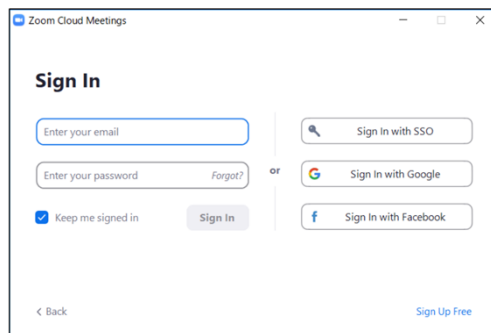 Zoom Cloud Meetings
Sign In
Enter your email
Enter your password Forgot?
Keep me signed in Sign In
or
Sign In with SSO
Sign In with Google
Sign In with Facebook
< Back
Sign Up Free